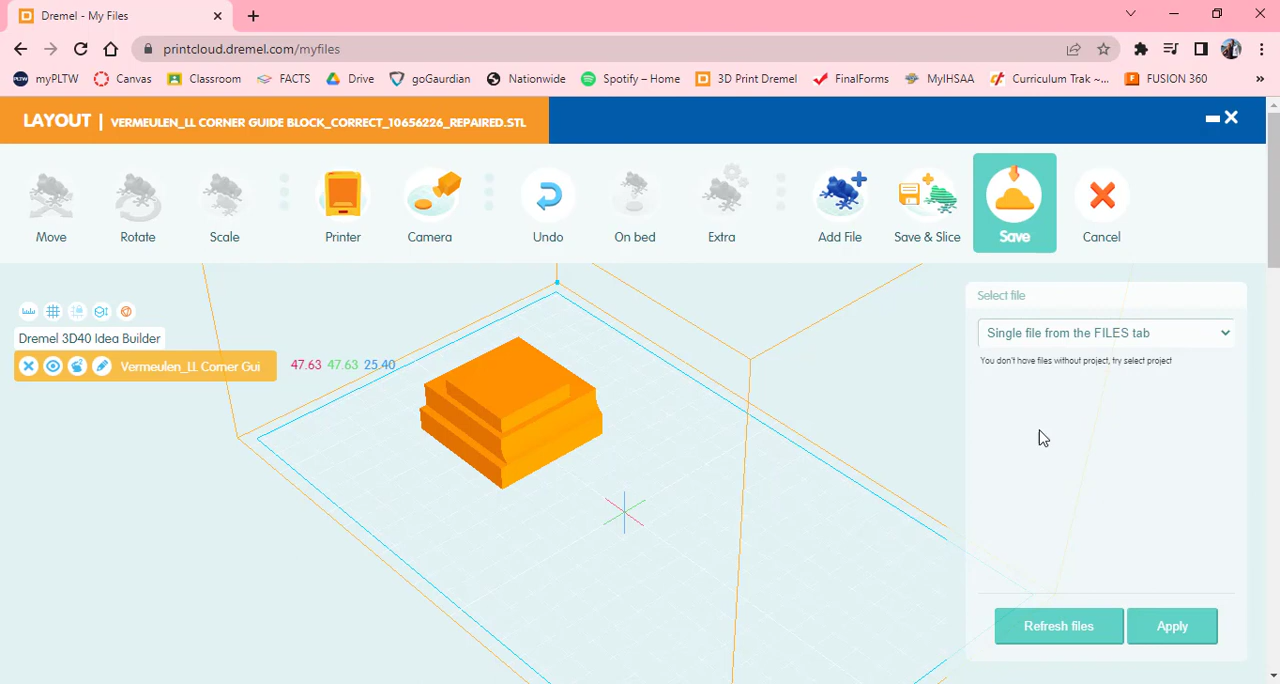 Dremel - My Files
printcloud.dremel.com/myfiles
myPLTW Canvas Classroom FACTS Drive goGaurdian Nationwide Spotify – Home 3D Print Dremel FinalForms MyIHSAA Curriculum Trak ~... FUSION 360 »
LAYOUT | VERMEULEN_LL CORNER GUIDE BLOCK_CORRECT_10656226_REPAIRED.STL
Move Rotate Scale Printer Camera Undo On bed Extra Add File Save & Slice Save Cancel
Select file
Single file from the FILES tab
You don't have files without project, try select project
Dremel 3D40 Idea Builder
Vermeulen_LL Corner Gui 47.63 47.63 25.40
Refresh files Apply